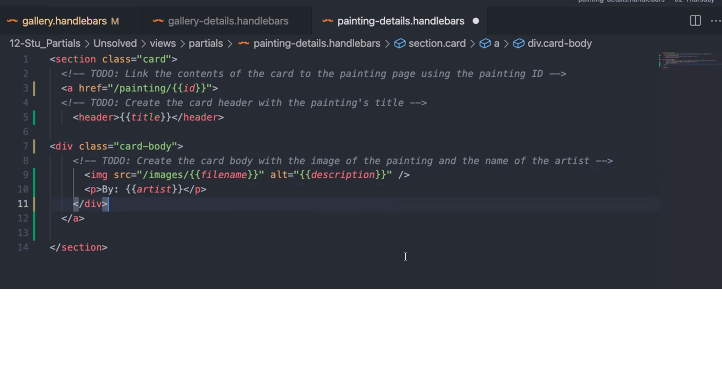 painting-details.handlebars — 02-Thursday
gallery.handlebars M gallery-details.handlebars painting-details.handlebars
12-Stu_Partials > Unsolved > views > partials > painting-details.handlebars > section.card > a > div.card-body
1 <section class="card">
2 <!-- TODO: Link the contents of the card to the painting page using the painting ID -->
3 <a href="/painting/{{id}}">
4 <!-- TODO: Create the card header with the painting's title -->
5 <header>{{title}}</header>
6
7 <div class="card-body">
8 <!-- TODO: Create the card body with the image of the painting and the name of the artist -->
9 <img src="/images/{{filename}}" alt="{{description}}" />
10 <p>By: {{artist}}</p>
11 </div>
12 </a>
13
14 </section>